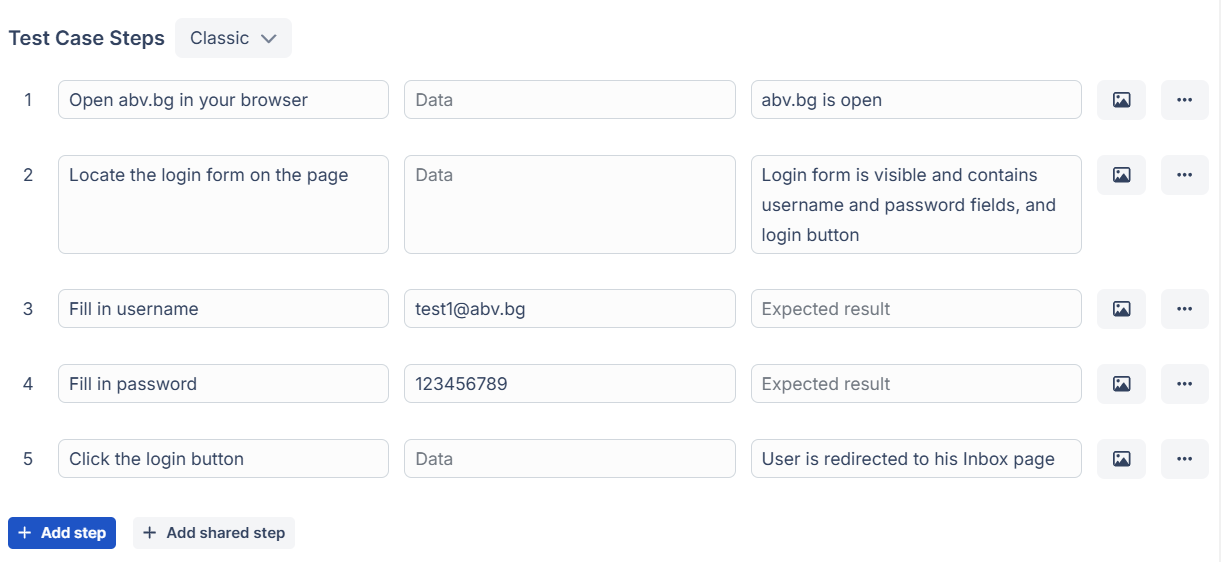 Test Case Steps Classic
1 Open abv.bg in your browser Data abv.bg is open
2 Locate the login form on the page Data Login form is visible and contains
username and password fields, and
login button
3 Fill in username test1@abv.bg Expected result
4 Fill in password 123456789 Expected result
5 Click the login button Data User is redirected to his Inbox page
+ Add step + Add shared step